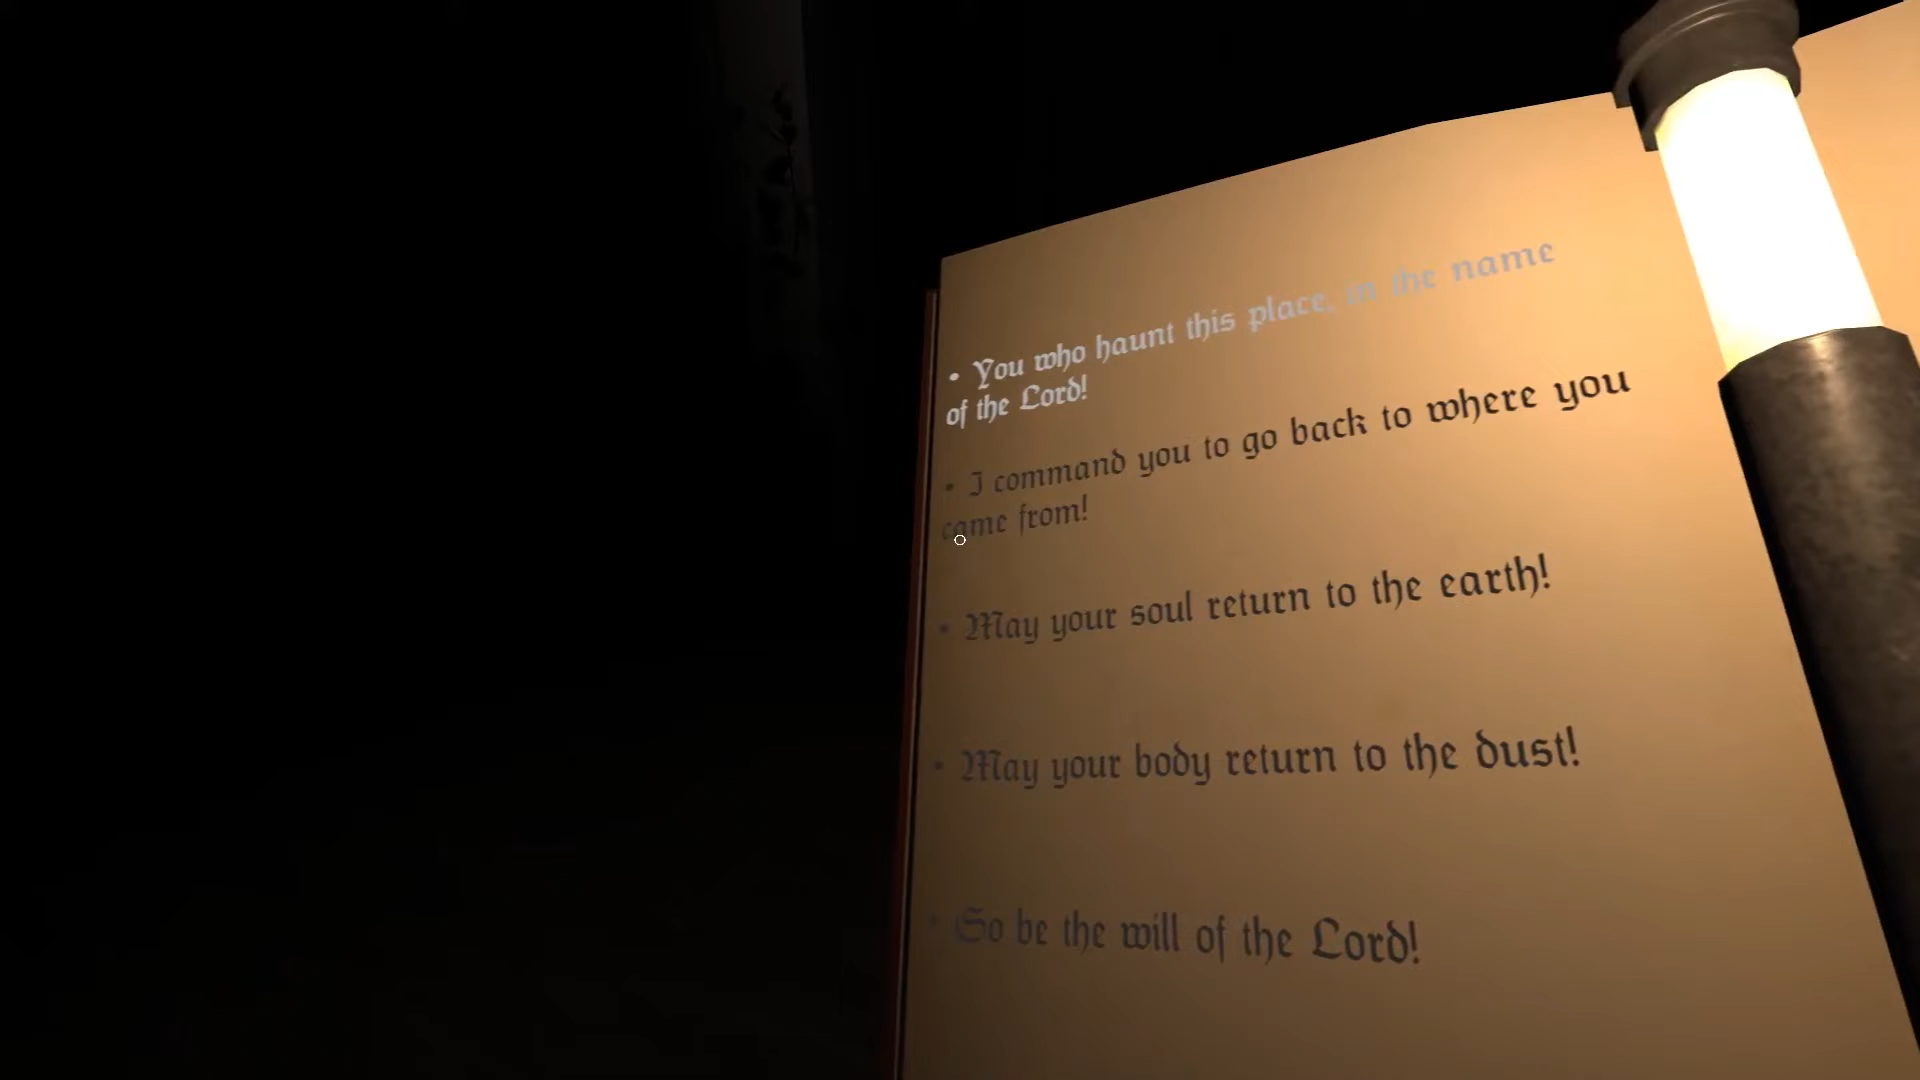 • You who haunt this place, in the name
of the Lord!
• I command you to go back to where you
came from!
• May your soul return to the earth!
• May your body return to the dust!
• So be the will of the Lord!